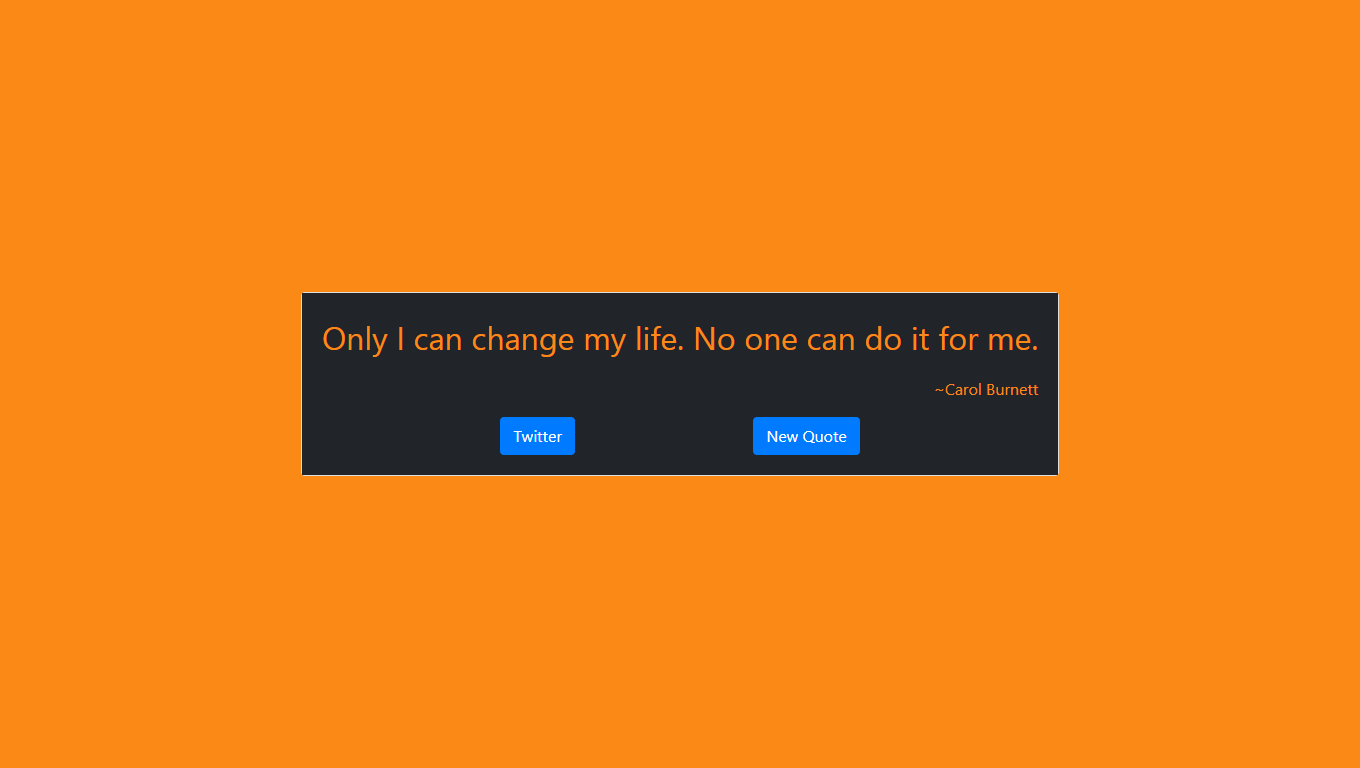 Only I can change my life. No one can do it for me.
~Carol Burnett
Twitter New Quote